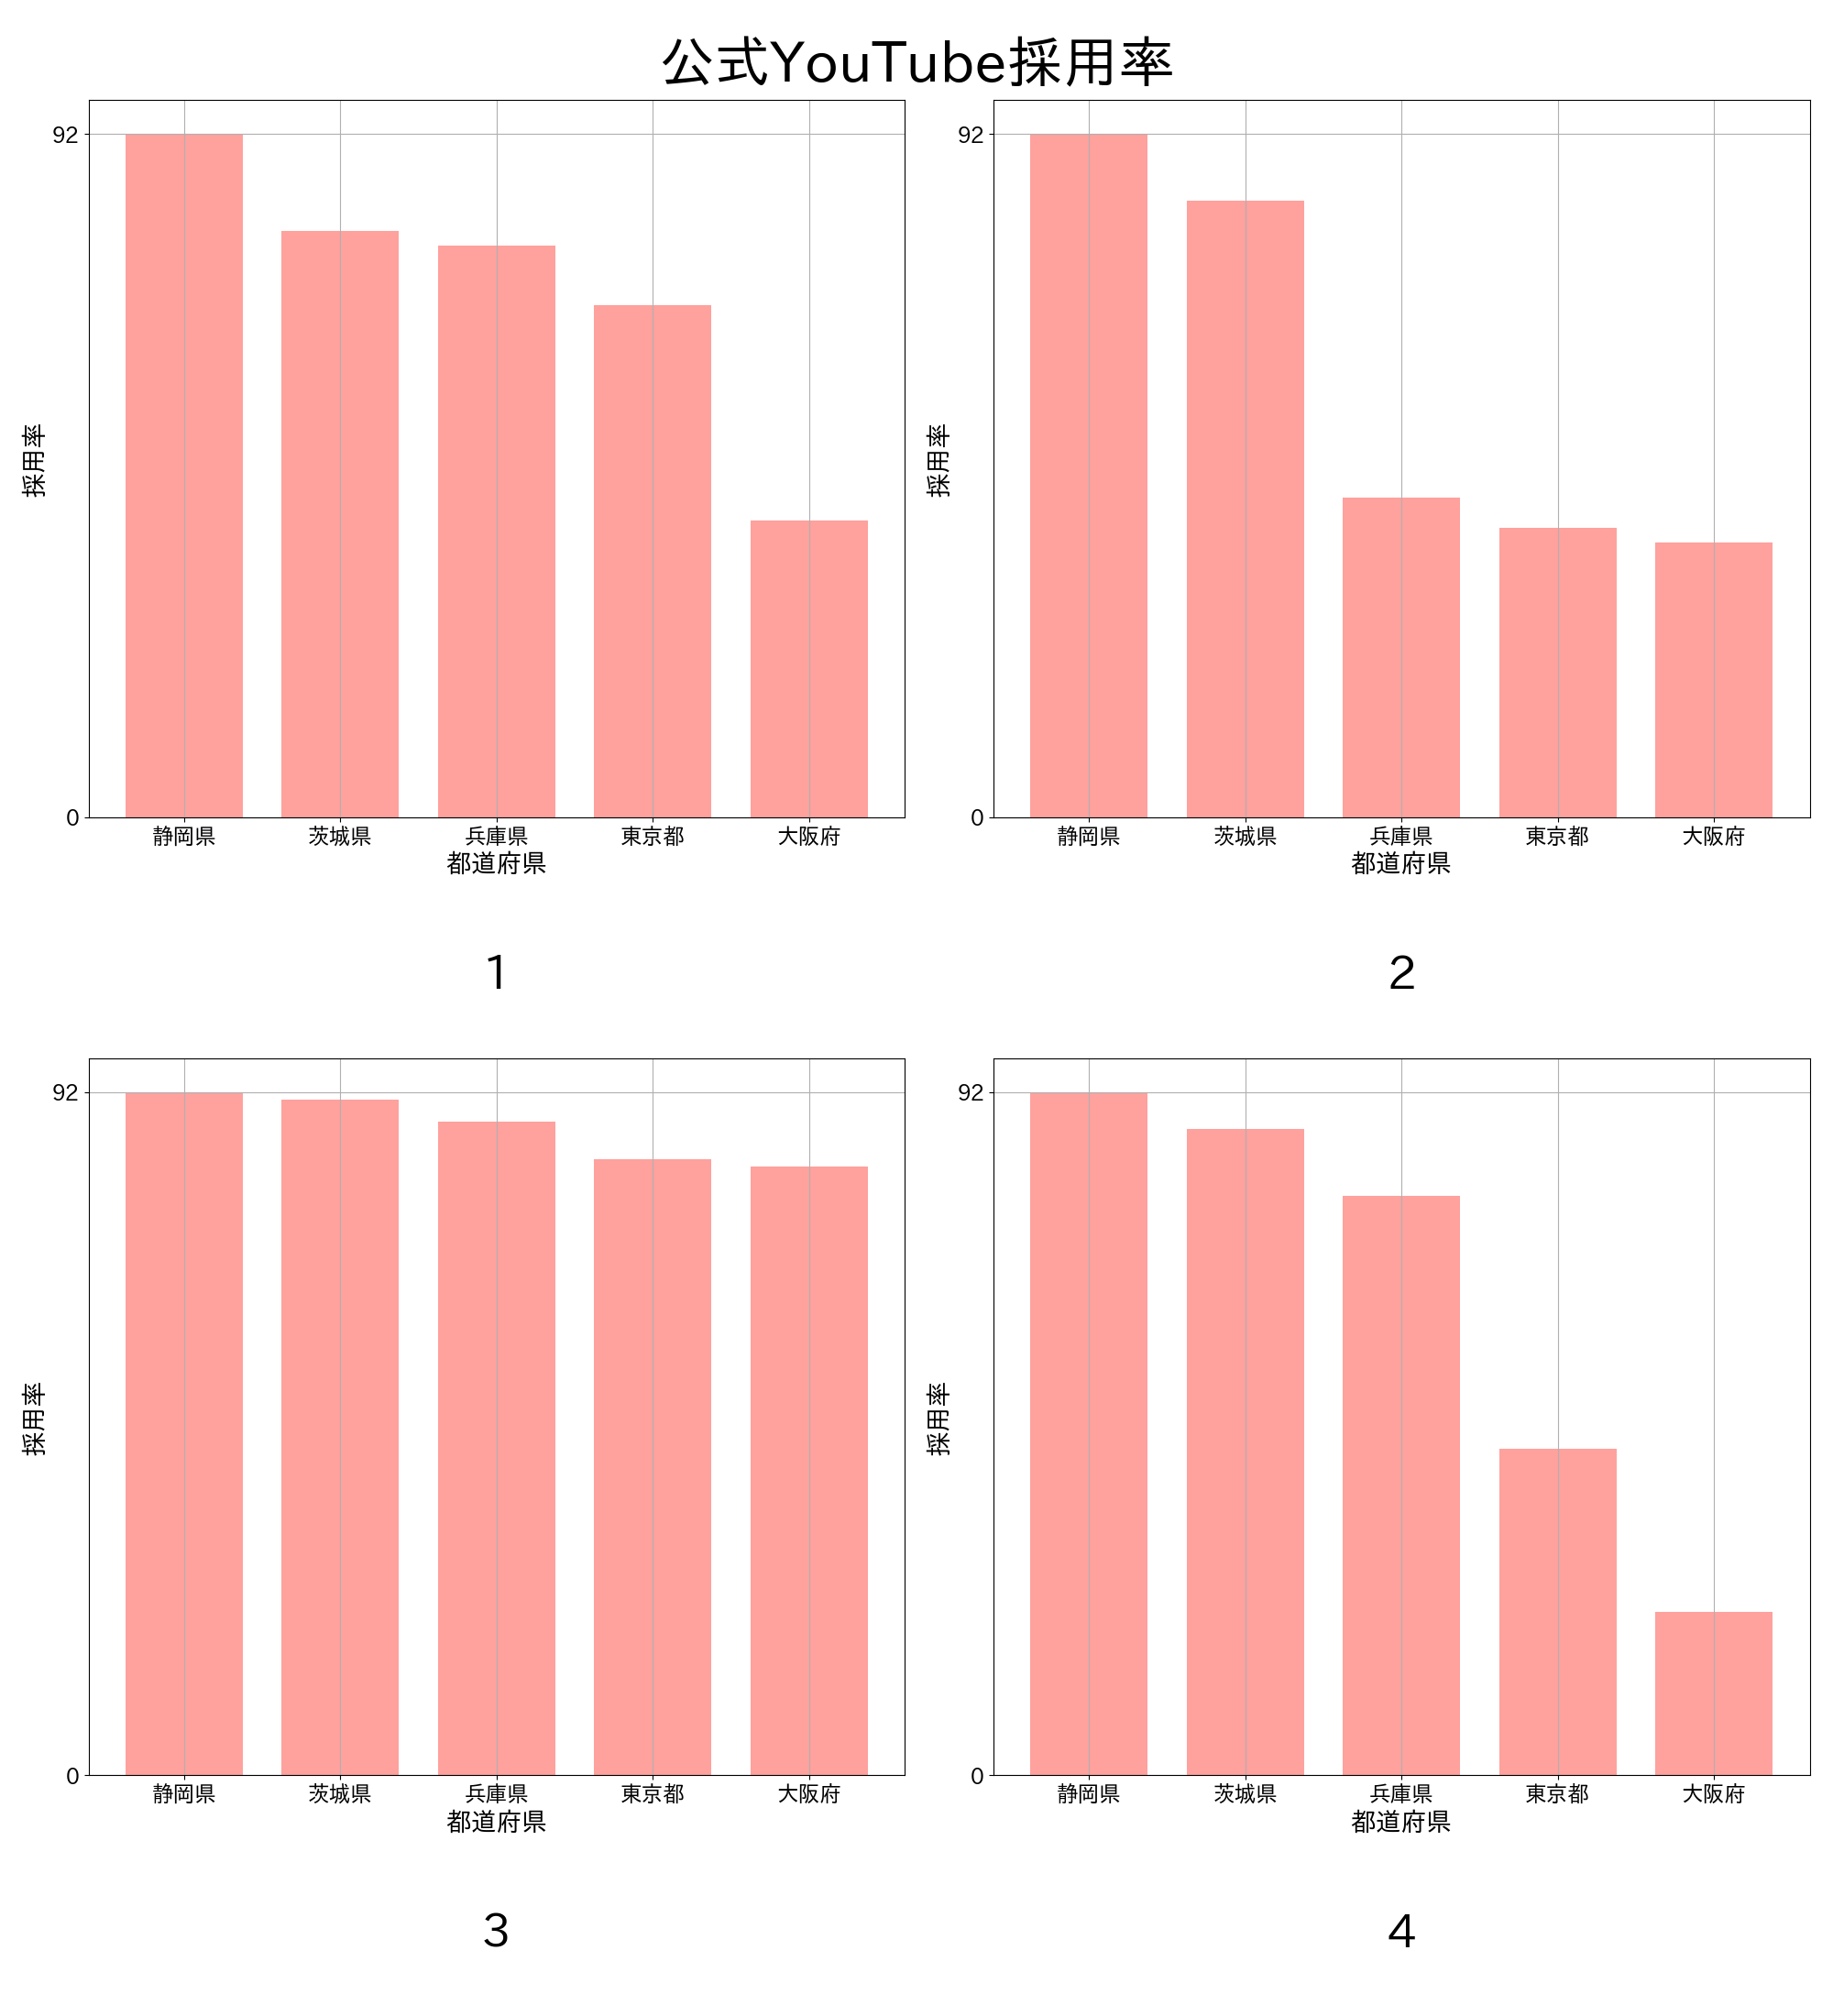 公式YouTube採用率
92
0
採用率
静岡県 茨城県 兵庫県 東京都 大阪府
都道府県
1
92
0
採用率
静岡県 茨城県 兵庫県 東京都 大阪府
都道府県
2
92
0
採用率
静岡県 茨城県 兵庫県 東京都 大阪府
都道府県
3
92
0
採用率
静岡県 茨城県 兵庫県 東京都 大阪府
都道府県
4